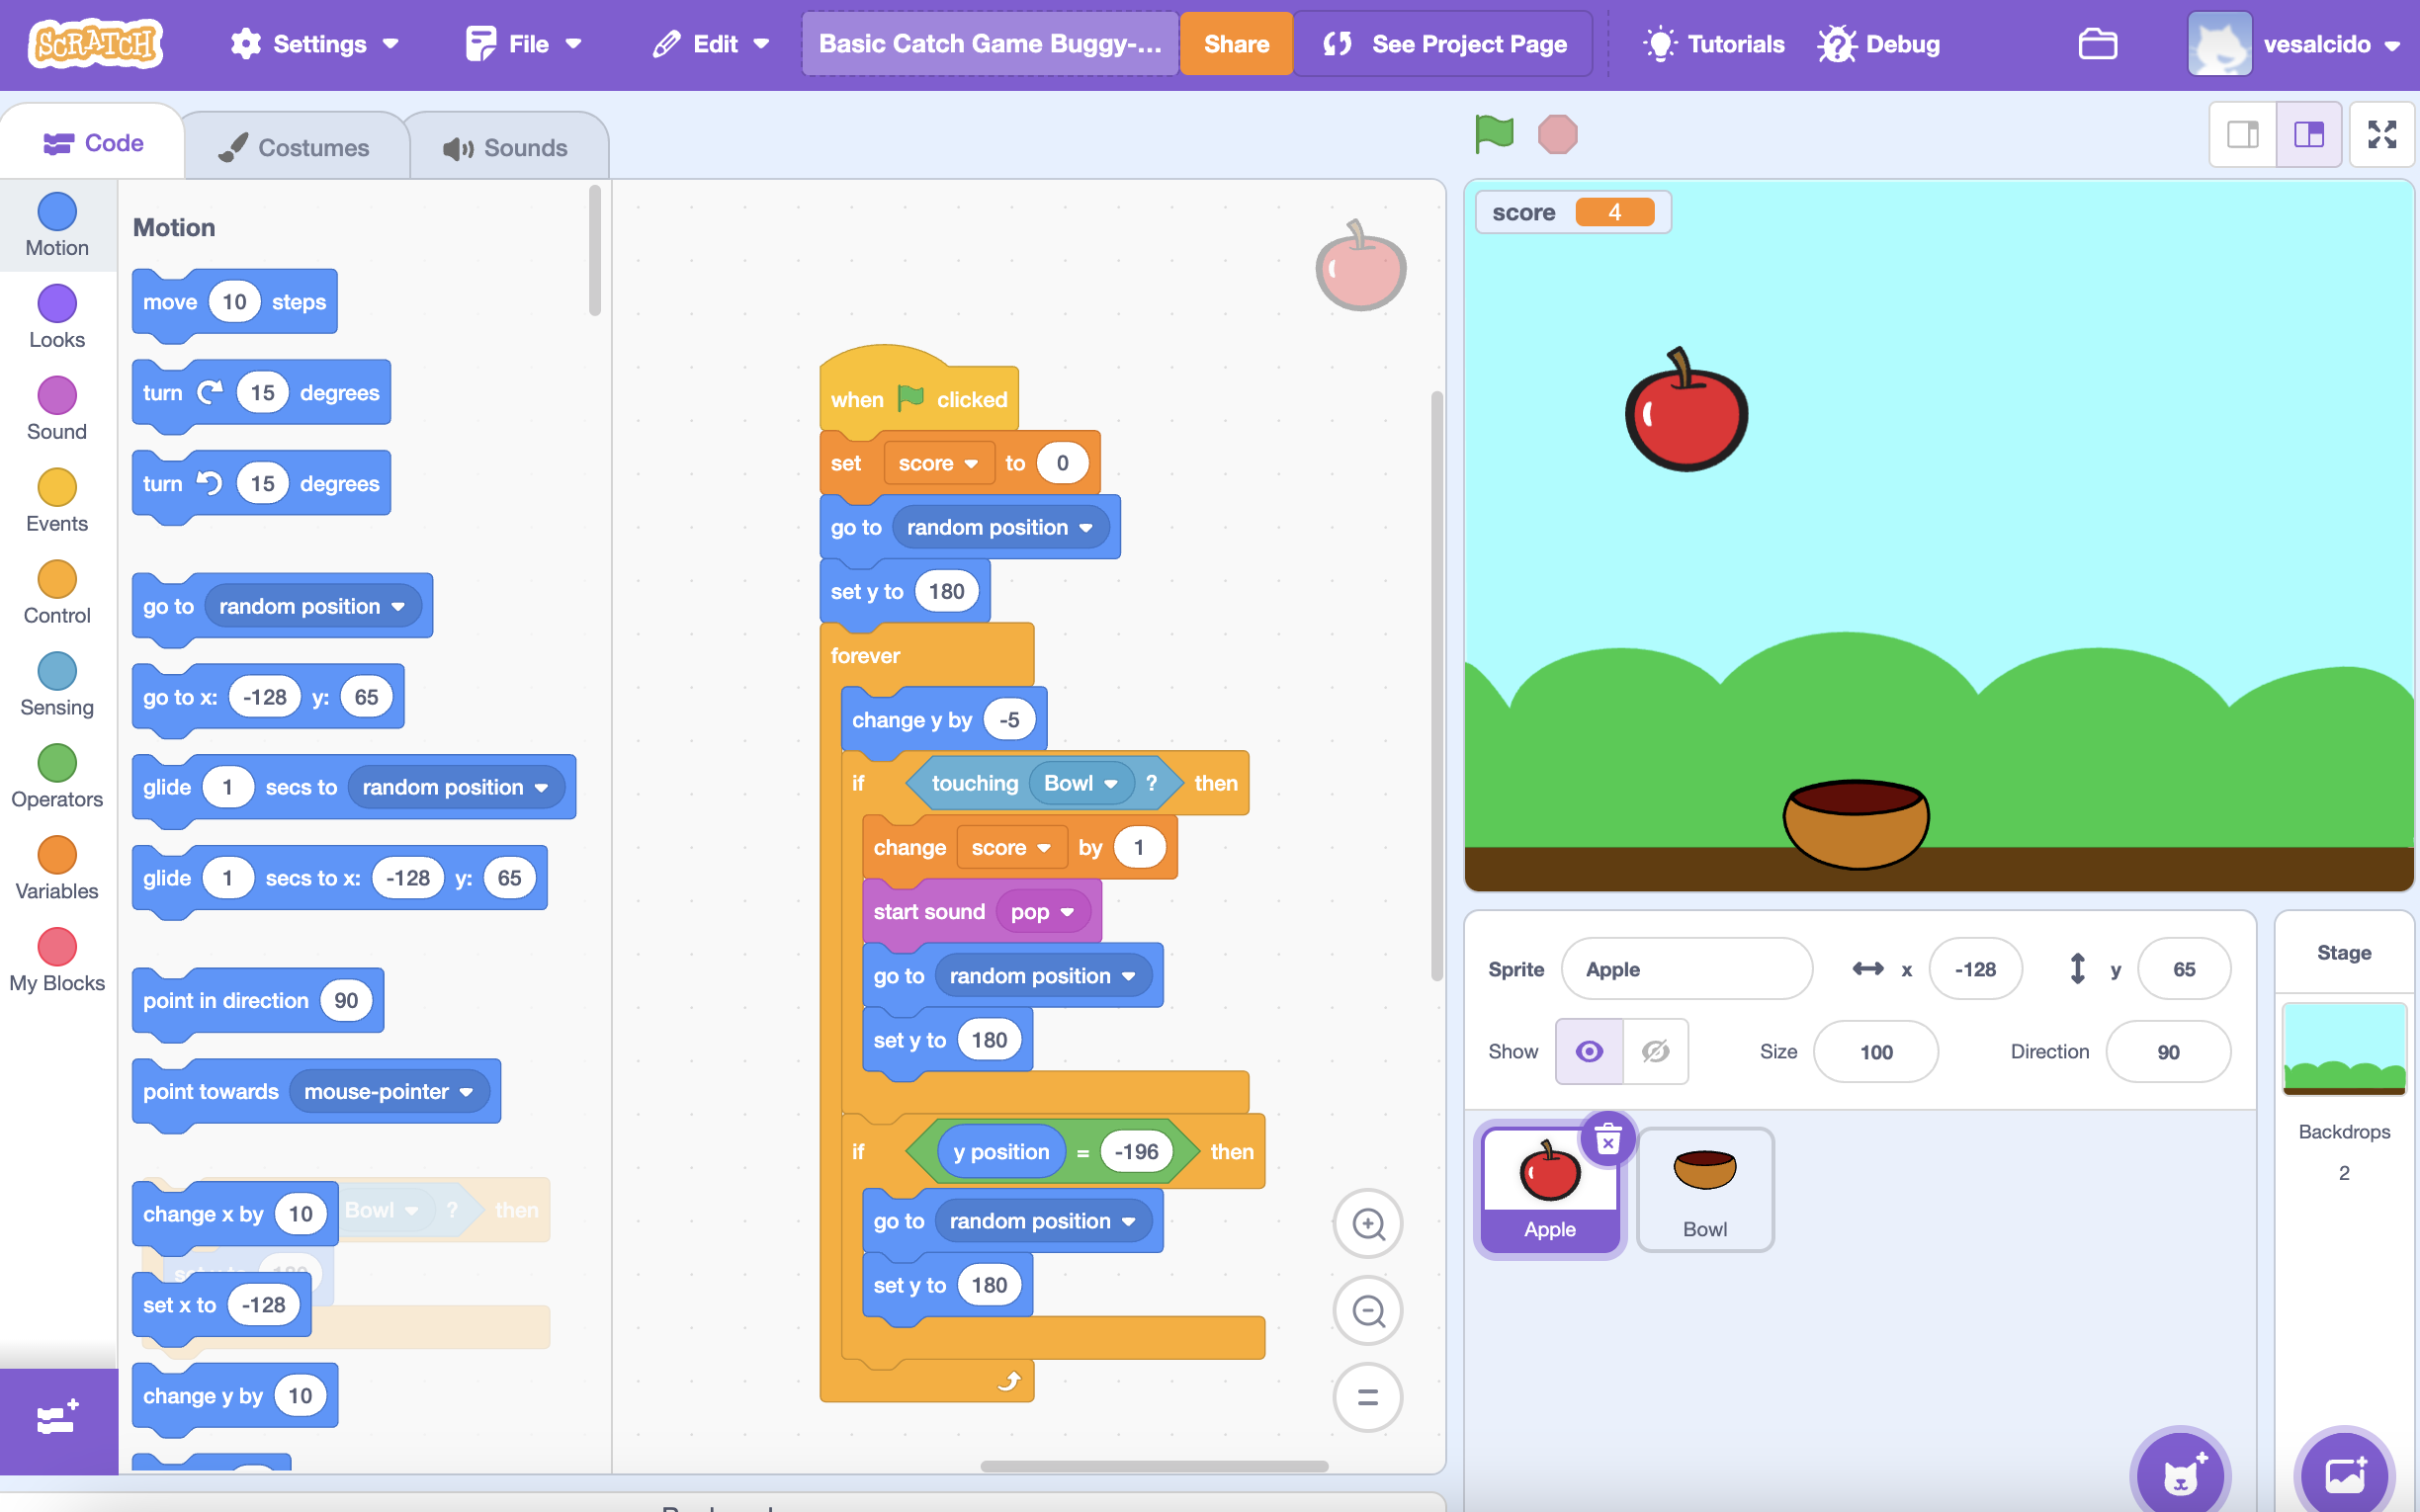 SCRATCH Settings File Edit Basic Catch Game Buggy-... Share See Project Page Tutorials Debug vesalcido
Code Costumes Sounds
Motion
Looks
Sound
Events
Control
Sensing
Operators
Variables
My Blocks
Motion
move 10 steps
turn 15 degrees
turn 15 degrees
go to random position
go to x: -128 y: 65
glide 1 secs to random position
glide 1 secs to x: -128 y: 65
point in direction 90
point towards mouse-pointer
change x by 10
Bowl ? then
set x to -128
change y by 10
when clicked
set score to 0
go to random position
set y to 180
forever
change y by -5
if touching Bowl ? then
change score by 1
start sound pop
go to random position
set y to 180
if y position = -196 then
go to random position
set y to 180
score 4
Sprite Apple x -128 y 65
Show Size 100 Direction 90
Apple
Bowl
Stage
Backdrops
2